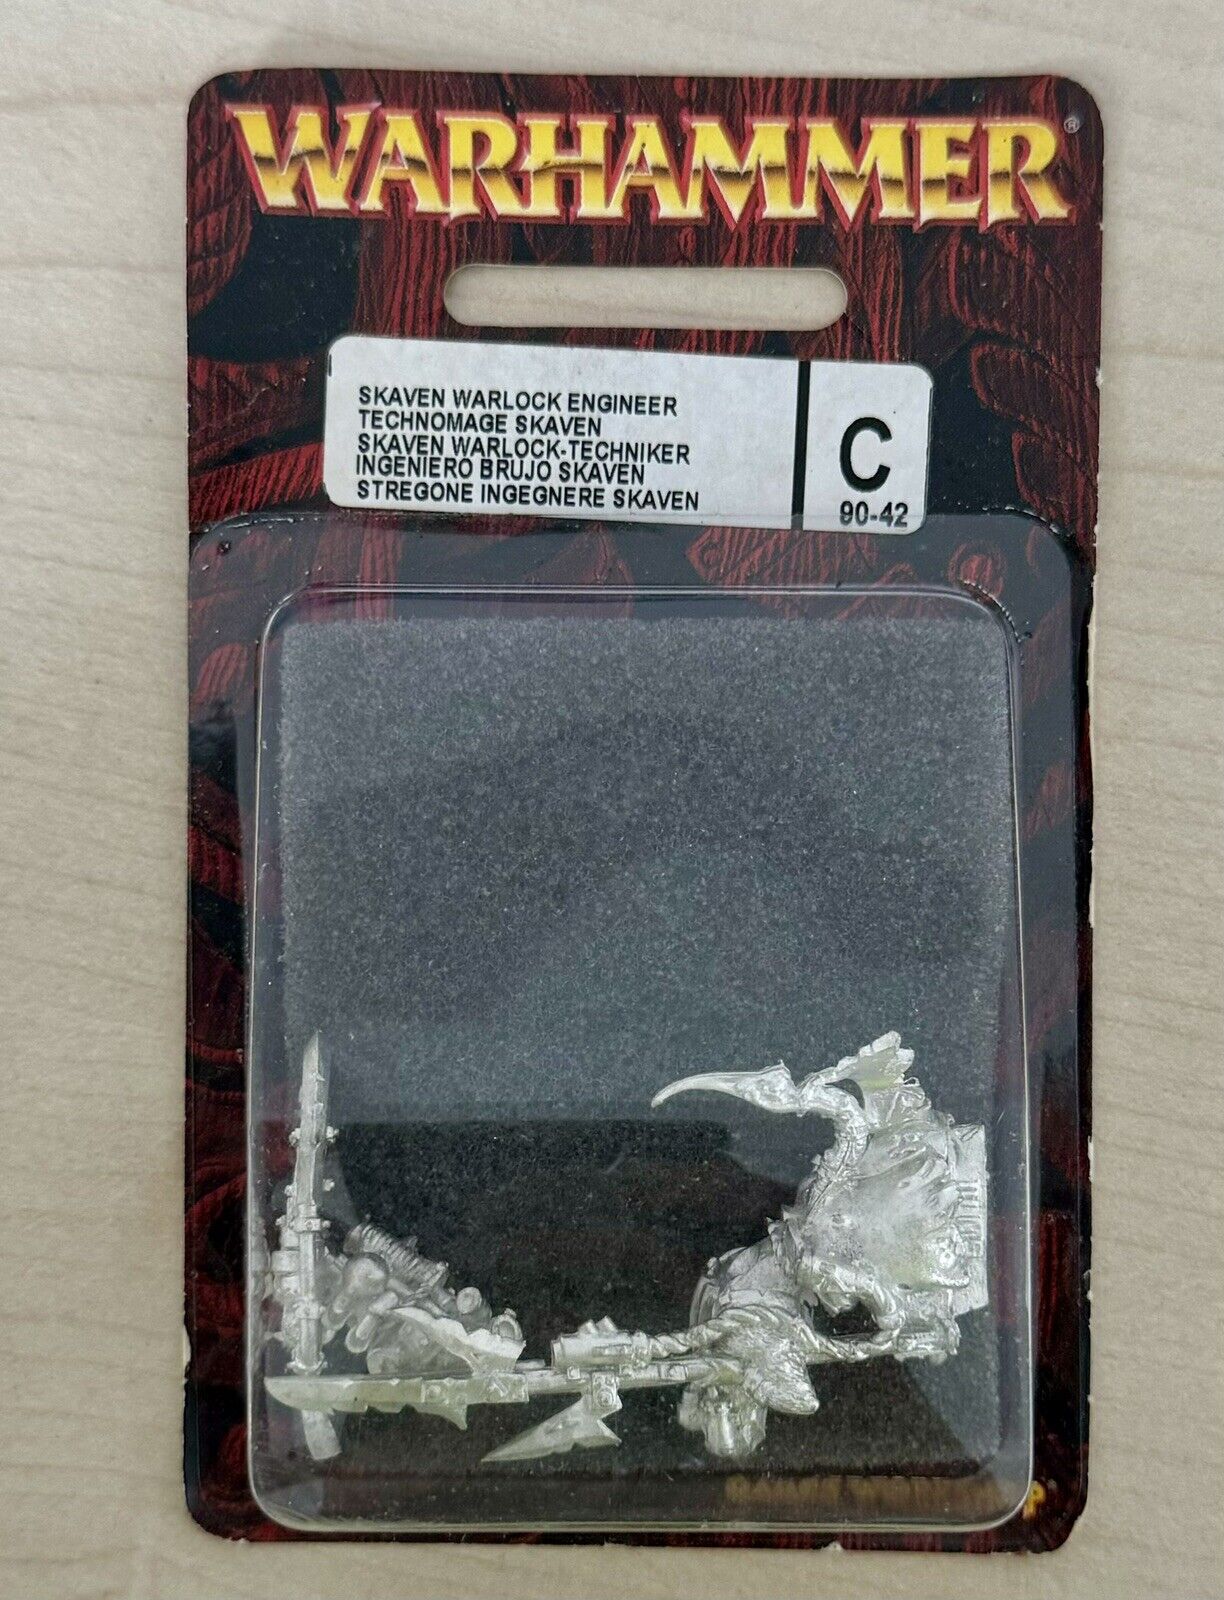 WARHAMMER®
SKAVEN WARLOCK ENGINEER
TECHNOMAGE SKAVEN
SKAVEN WARLOCK-TECHNIKER
INGENIERO BRUJO SKAVEN
STREGONE INGEGNERE SKAVEN
C
90-42